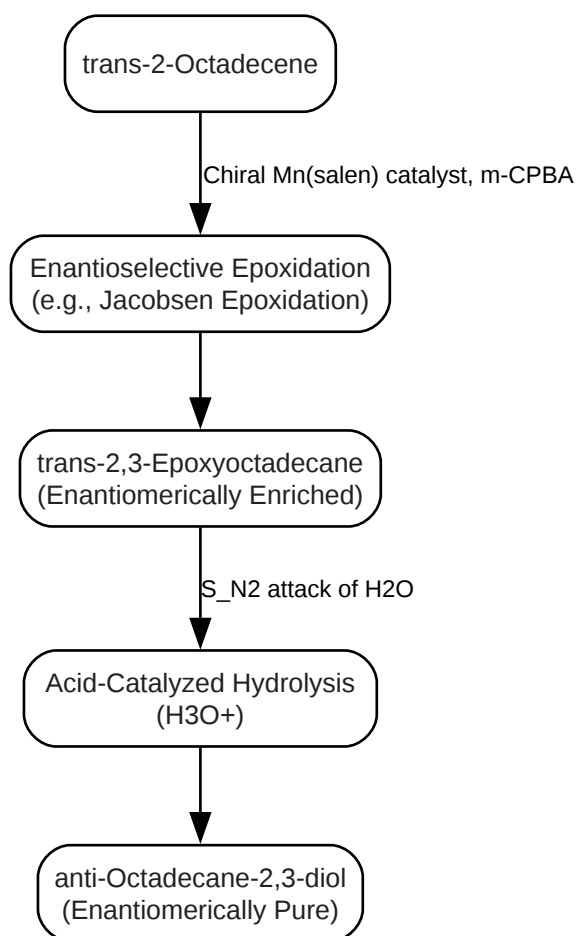 trans-2-Octadecene
Chiral Mn(salen) catalyst, m-CPBA
Enantioselective Epoxidation
(e.g., Jacobsen Epoxidation)
trans-2,3-Epoxyoctadecane
(Enantiomerically Enriched)
S_N2 attack of H2O
Acid-Catalyzed Hydrolysis
(H3O+)
anti-Octadecane-2,3-diol
(Enantiomerically Pure)